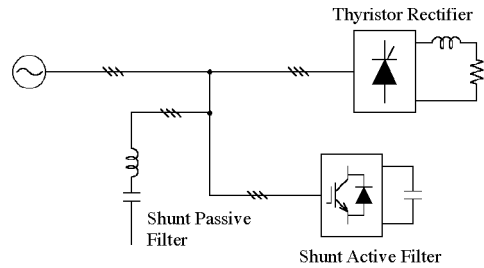 Thyristor Rectifier
Shunt Passive
Filter
Shunt Active Filter